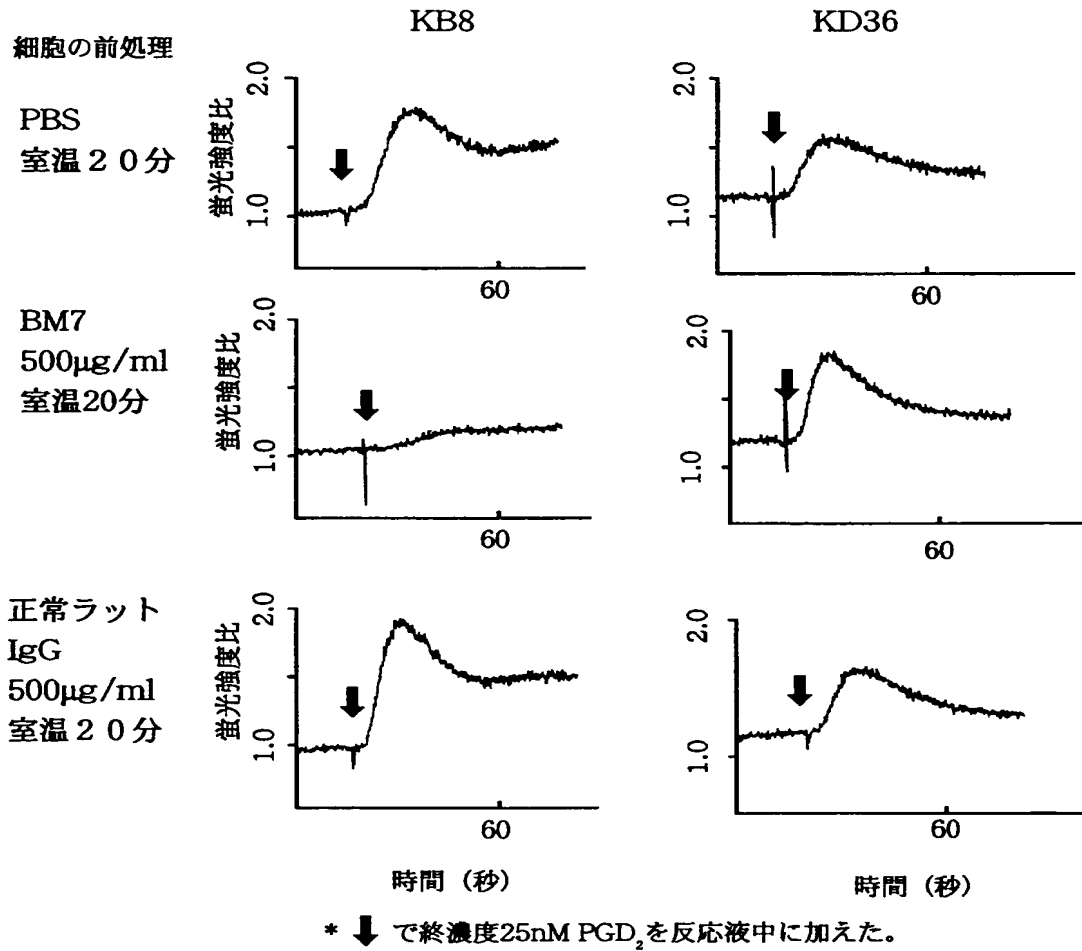 KB8
KD36
細胞の前処理
PBS
室温２０分
蛍光強度比
2.0
1.0
60
2.0
1.0
60
BM7
500μg/ml
室温20分
蛍光強度比
2.0
1.0
60
2.0
1.0
60
正常ラット
IgG
500μg/ml
室温２０分
蛍光強度比
2.0
1.0
60
2.0
1.0
60
時間（秒）
時間（秒）
* ⬇ で終濃度25nM PGD₂を反応液中に加えた。